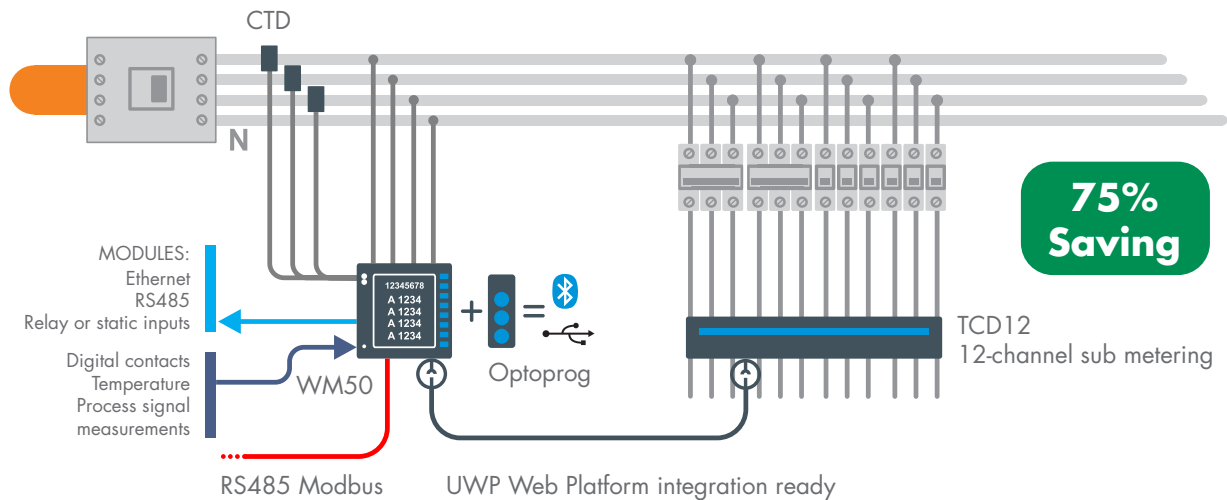 CTD
N
75%
Saving
MODULES:
Ethernet
RS485
Relay or static inputs
12345678
A 1234
A 1234
A 1234
A 1234
+
=
Digital contacts
Temperature
Process signal
measurements
WM50
Optoprog
TCD12
12-channel sub metering
RS485 Modbus
UWP Web Platform integration ready